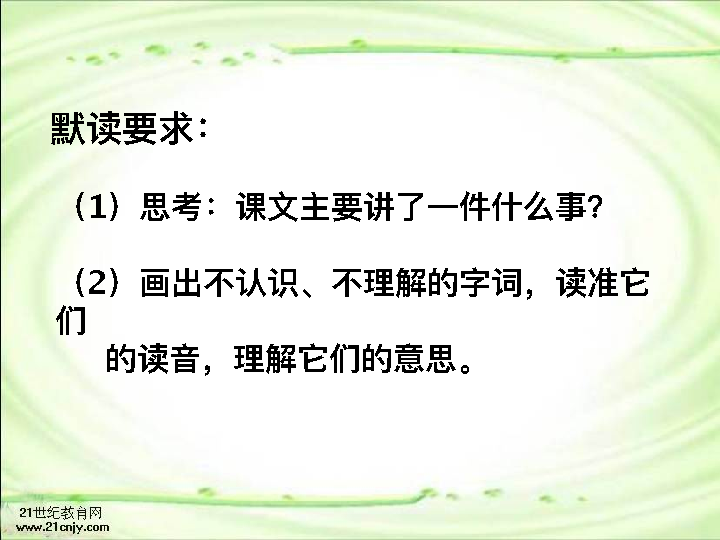 默读要求：
（1）思考：课文主要讲了一件什么事？
（2）画出不认识、不理解的字词，读准它
们
的读音，理解它们的意思。
21世纪教育网
www.21cnjy.com